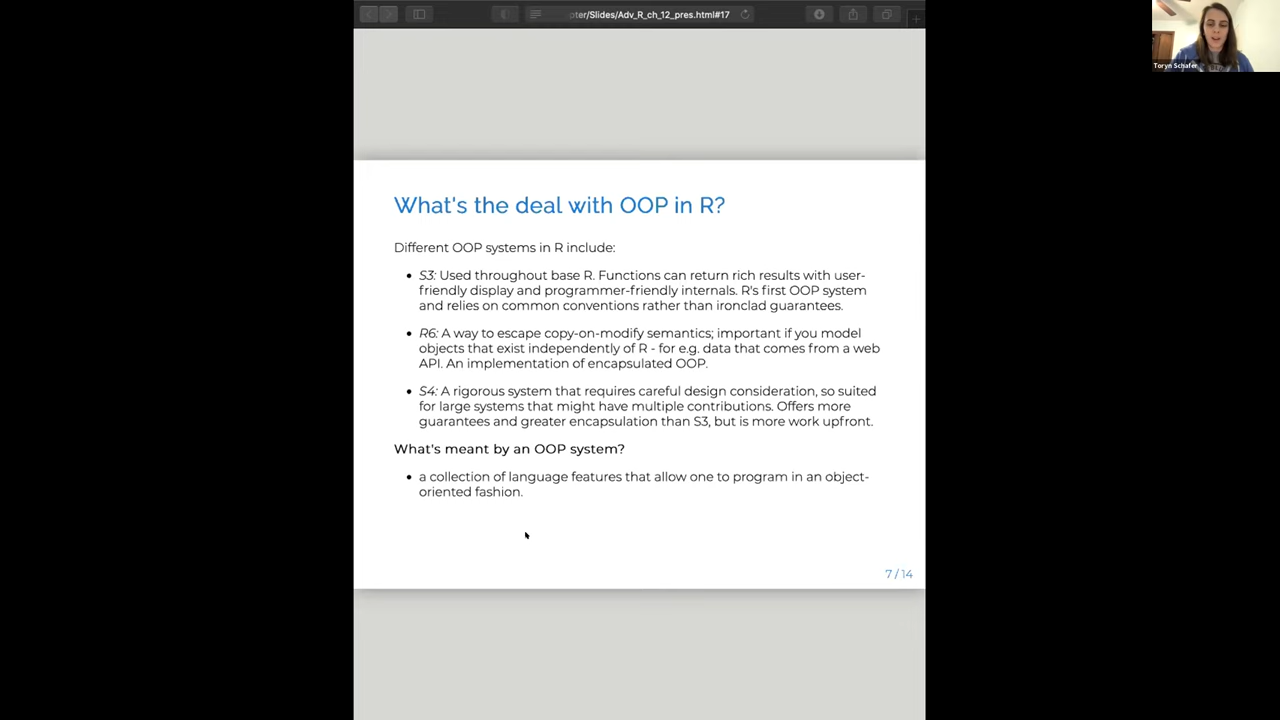 pter/Slides/Adv_R_ch_12_pres.html#17
Toryn Schafer
What's the deal with OOP in R?
Different OOP systems in R include:
• S3: Used throughout base R. Functions can return rich results with user-
friendly display and programmer-friendly internals. R's first OOP system
and relies on common conventions rather than ironclad guarantees.
• R6: A way to escape copy-on-modify semantics; important if you model
objects that exist independently of R - for e.g. data that comes from a web
API. An implementation of encapsulated OOP.
• S4: A rigorous system that requires careful design consideration, so suited
for large systems that might have multiple contributions. Offers more
guarantees and greater encapsulation than S3, but is more work upfront.
What's meant by an OOP system?
• a collection of language features that allow one to program in an object-
oriented fashion.
7 / 14